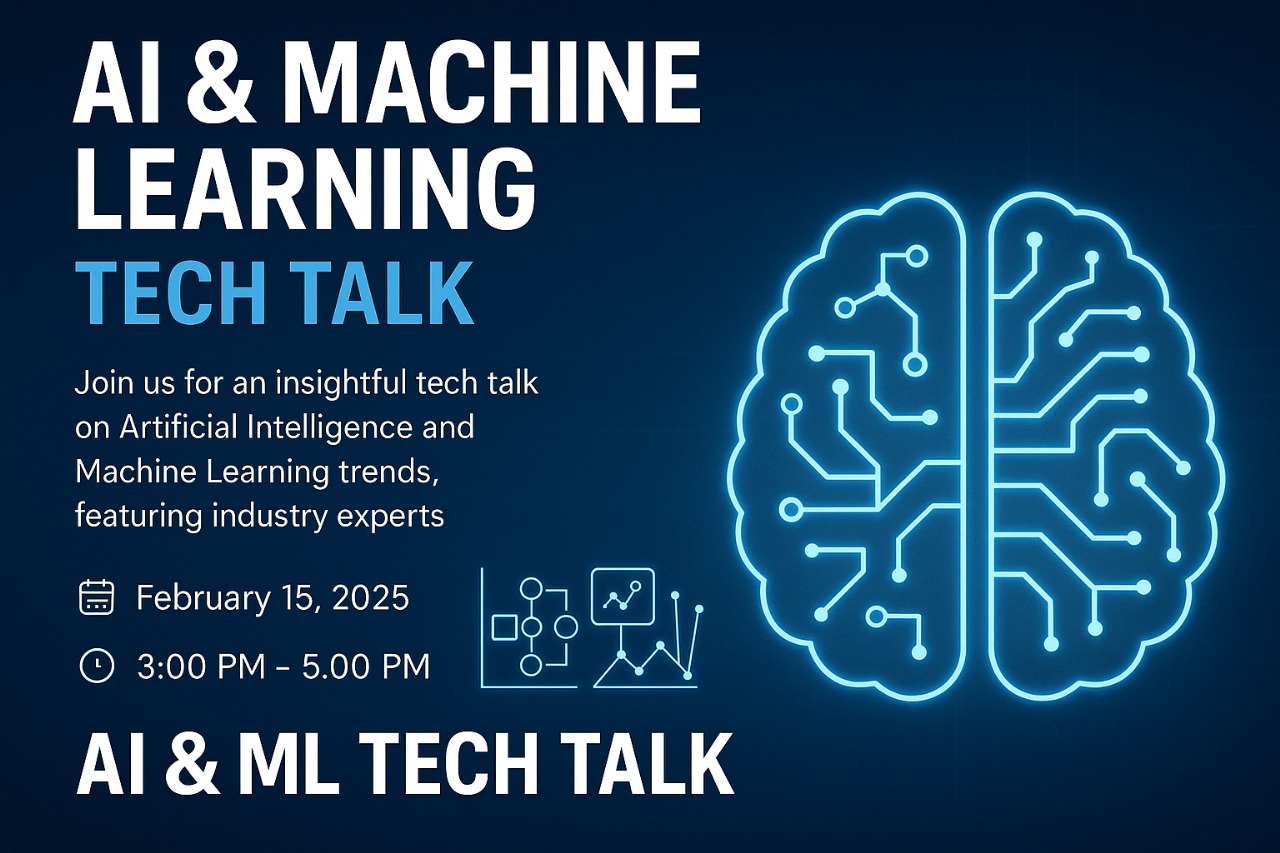 AI & MACHINE
LEARNING
TECH TALK
Join us for an insightful tech talk
on Artificial Intelligence and
Machine Learning trends,
featuring industry experts
February 15, 2025
3:00 PM – 5.00 PM
AI & ML TECH TALK